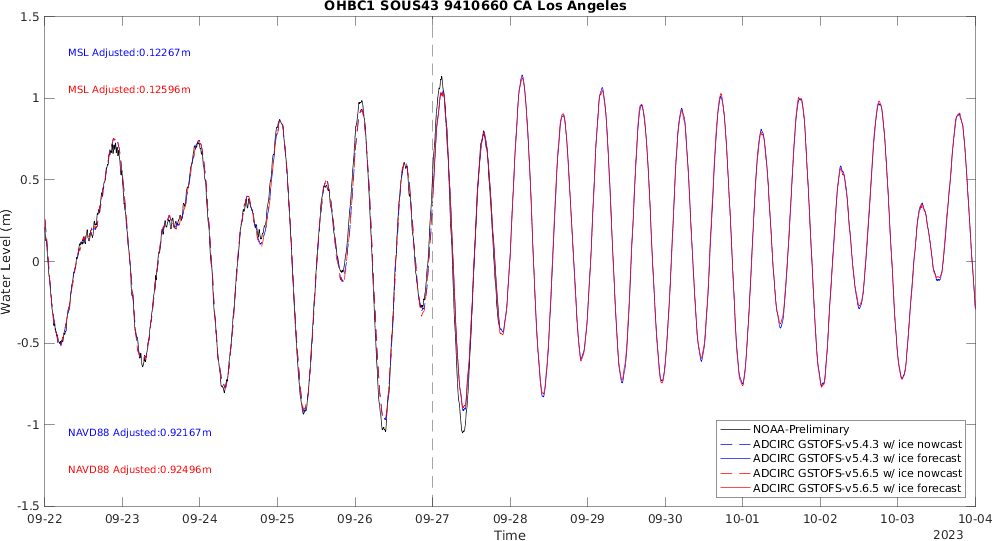 OHBC1 SOUS43 9410660 CA Los Angeles
1.5
1
0.5
0
-0.5
-1
-1.5
Water Level (m)
MSL Adjusted:0.12267m
MSL Adjusted:0.12596m
NAVD88 Adjusted:0.92167m
NAVD88 Adjusted:0.92496m
NOAA-Preliminary
ADCIRC GSTOFS-v5.4.3 w/ ice nowcast
ADCIRC GSTOFS-v5.4.3 w/ ice forecast
ADCIRC GSTOFS-v5.6.5 w/ ice nowcast
ADCIRC GSTOFS-v5.6.5 w/ ice forecast
09-22 09-23 09-24 09-25 09-26 09-27 09-28 09-29 09-30 10-01 10-02 10-03 10-04
Time
2023